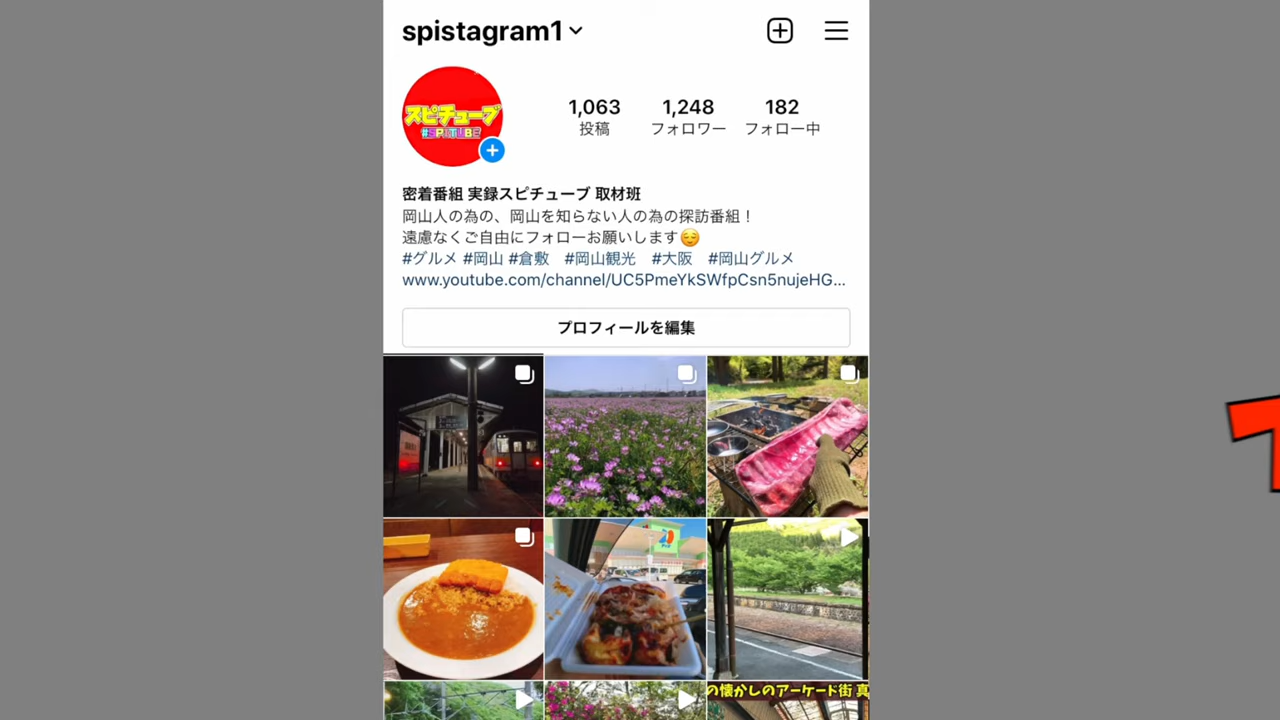 spistagram1
スピチューブ
#SPITUBE
1,063
投稿
1,248
フォロワー
182
フォロー中
密着番組 実録スピチューブ 取材班
岡山人の為の、岡山を知らない人の為の探訪番組！
遠慮なくご自由にフォローお願いします😌
#グルメ #岡山 #倉敷　#岡山観光　#大阪　#岡山グルメ
www.youtube.com/channel/UC5PmeYkSWfpCsn5nujeHG...
プロフィールを編集
の懐かしのアーケード街 真